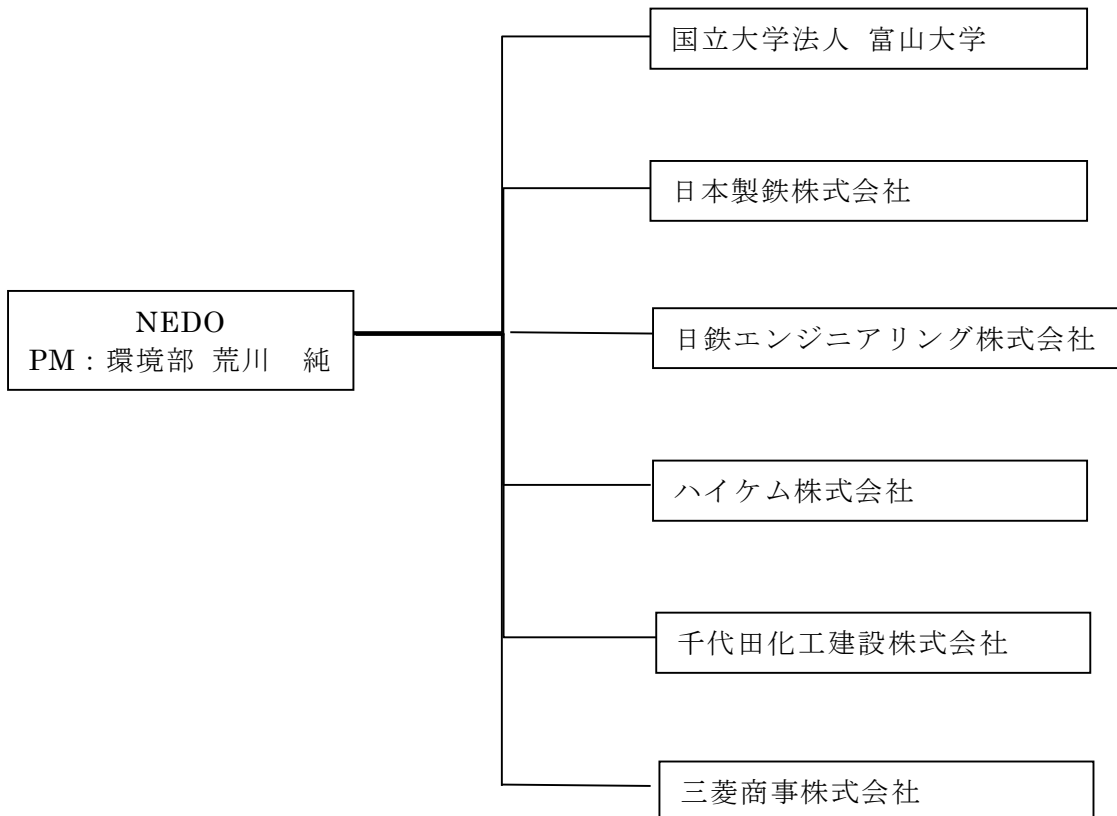 国立大学法人 富山大学
日本製鉄株式会社
NEDO
PM：環境部 荒川　純
日鉄エンジニアリング株式会社
ハイケム株式会社
千代田化工建設株式会社
三菱商事株式会社